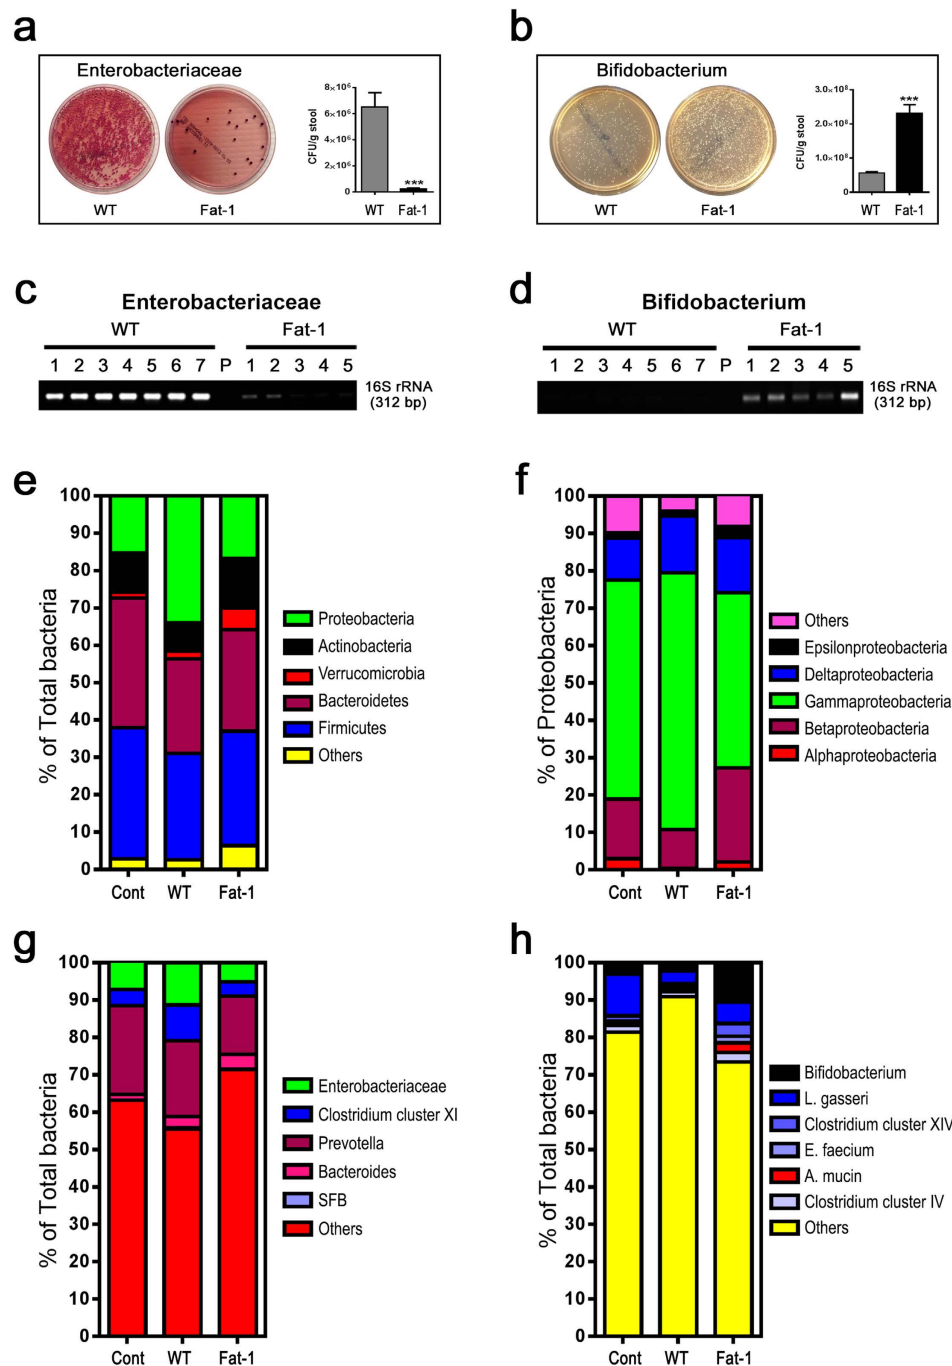 a
Enterobacteriaceae
WT
Fat-1
CFU/g stool
8×10⁶
6×10⁶
4×10⁶
2×10⁶
0
***
WT Fat-1
b
Bifidobacterium
WT
Fat-1
CFU/g stool
3.0×10⁸
2.0×10⁸
1.0×10⁸
0
***
WT Fat-1
c
Enterobacteriaceae
WT Fat-1
1 2 3 4 5 6 7 P 1 2 3 4 5
16S rRNA
(312 bp)
d
Bifidobacterium
WT Fat-1
1 2 3 4 5 6 7 P 1 2 3 4 5
16S rRNA
(312 bp)
e
% of Total bacteria
100
90
80
70
60
50
40
30
20
10
0
Cont WT Fat-1
Proteobacteria
Actinobacteria
Verrucomicrobia
Bacteroidetes
Firmicutes
Others
f
% of Proteobacteria
100
90
80
70
60
50
40
30
20
10
0
Cont WT Fat-1
Others
Epsilonproteobacteria
Deltaproteobacteria
Gammaproteobacteria
Betaproteobacteria
Alphaproteobacteria
g
% of Total bacteria
100
90
80
70
60
50
40
30
20
10
0
Cont WT Fat-1
Enterobacteriaceae
Clostridium cluster XI
Prevotella
Bacteroides
SFB
Others
h
% of Total bacteria
100
90
80
70
60
50
40
30
20
10
0
Cont WT Fat-1
Bifidobacterium
L. gasseri
Clostridium cluster XIV
E. faecium
A. mucin
Clostridium cluster IV
Others